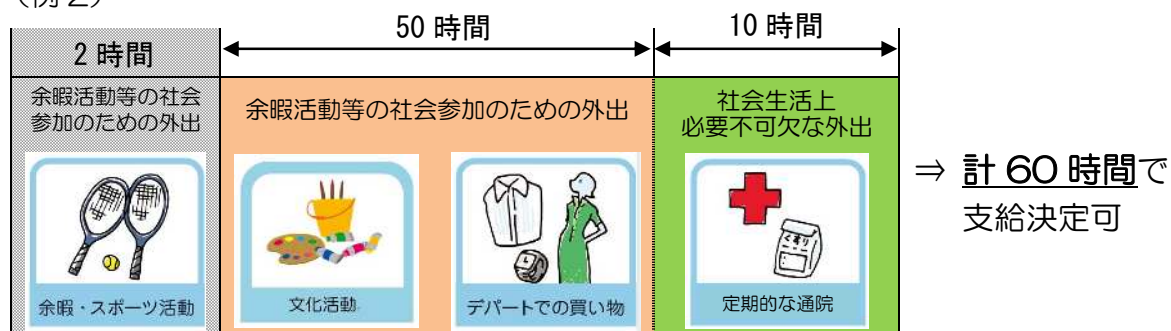 （例２）
2 時間
50 時間
10 時間
余暇活動等の社会
参加のための外出
余暇活動等の社会参加のための外出
社会生活上
必要不可欠な外出
余暇・スポーツ活動
文化活動
デパートでの買い物
くすり
定期的な通院
⇒ 計 60 時間で
支給決定可